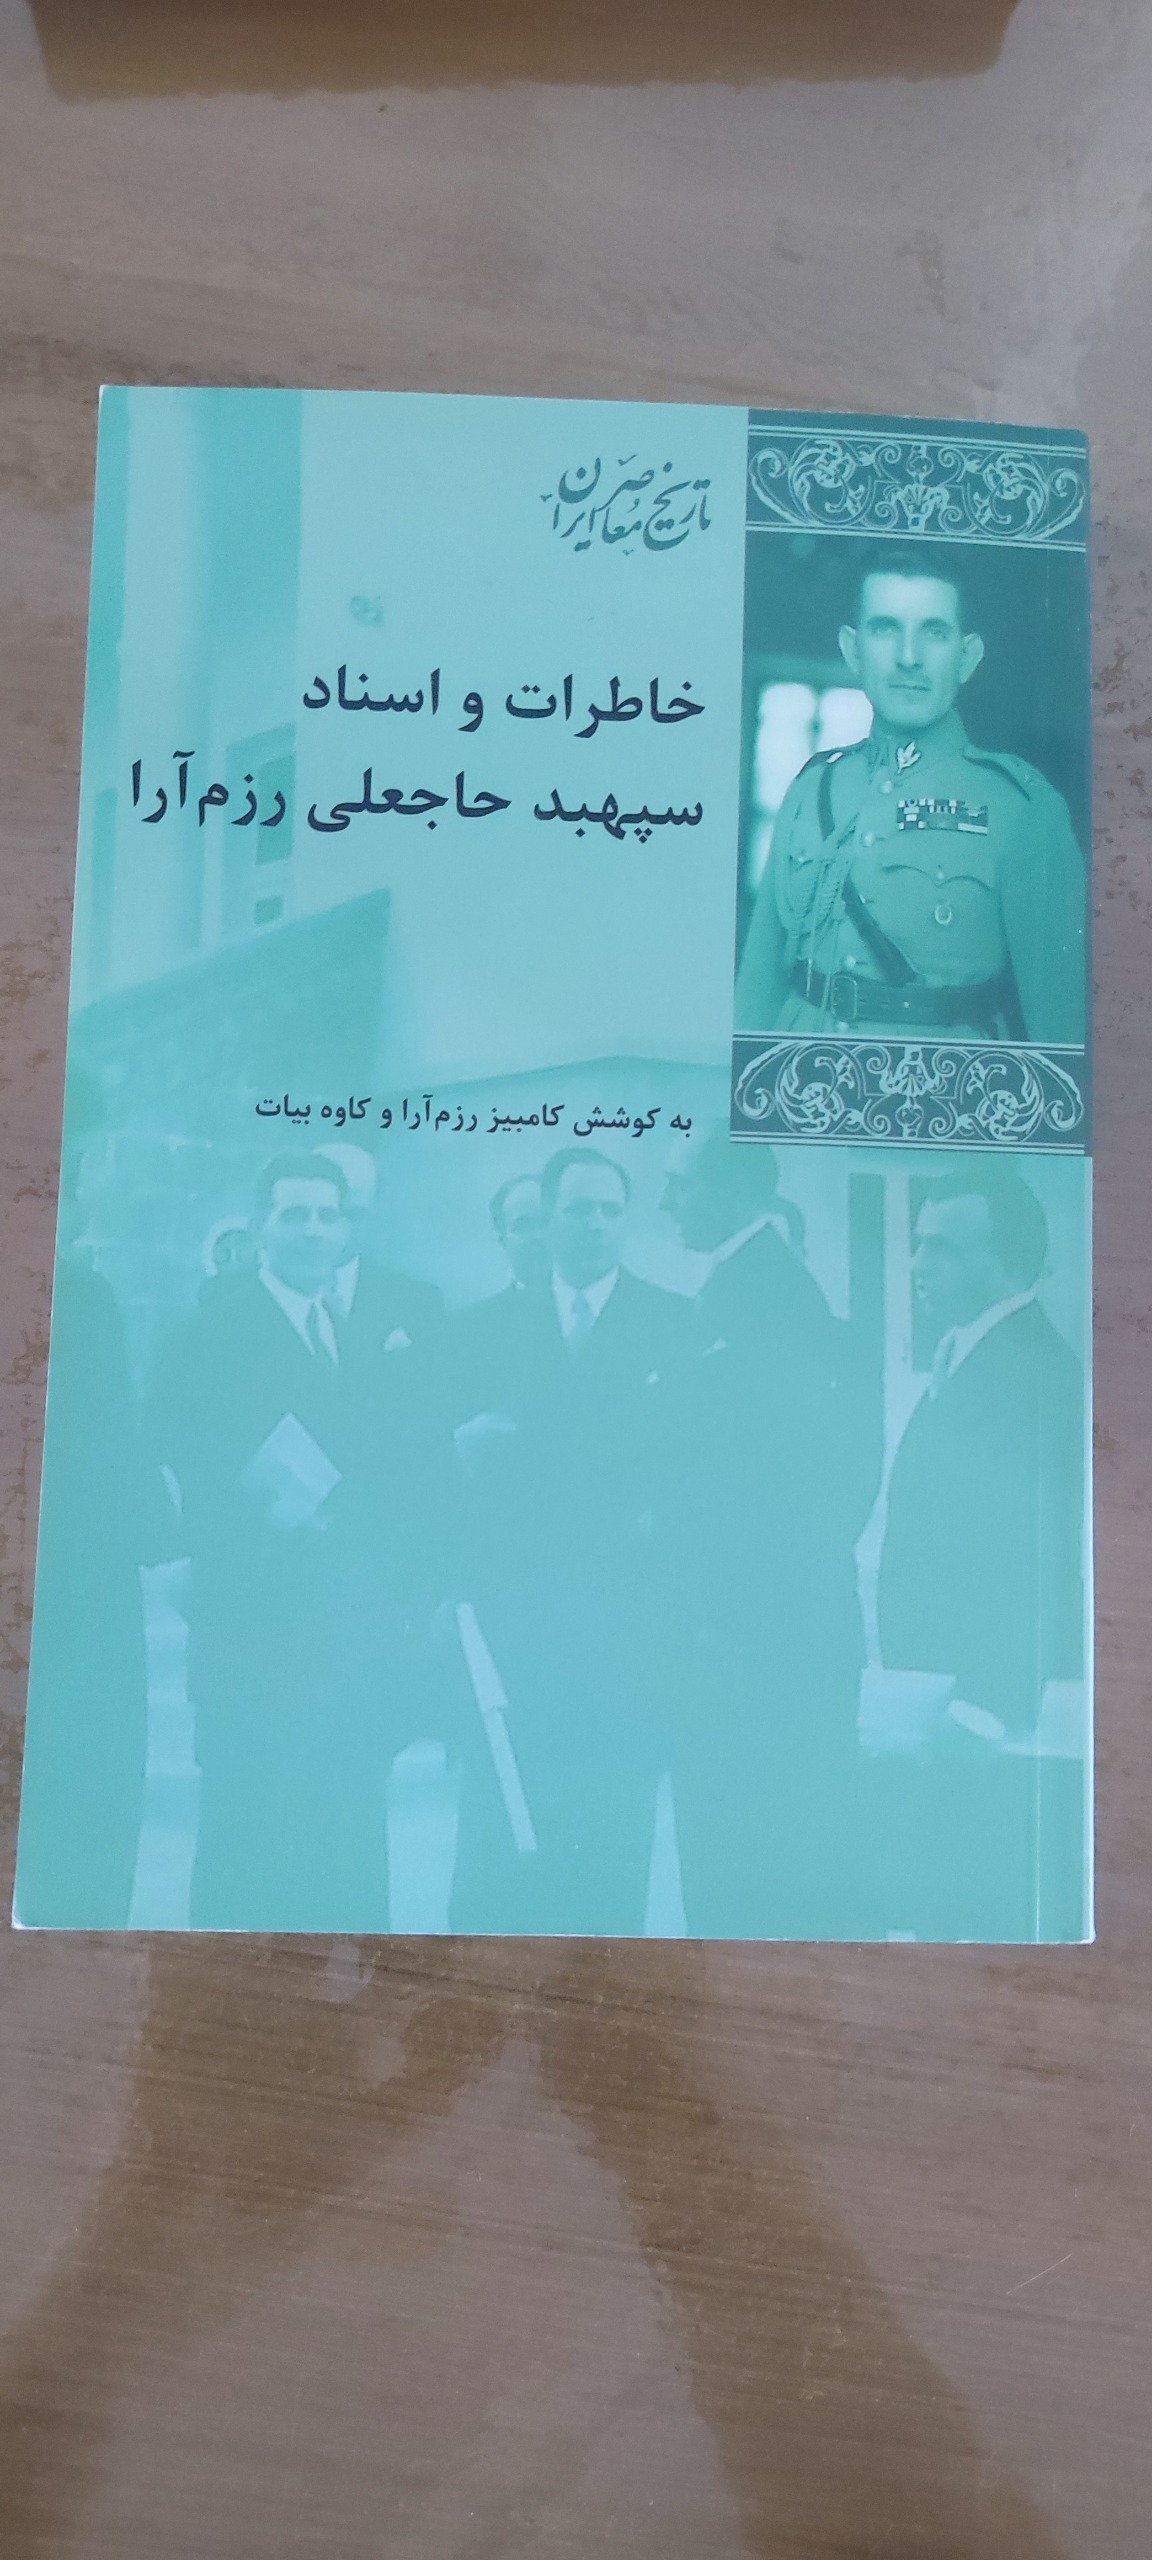 تاریخ معاصر ایران
خاطرات و اسناد
سپهبد حاجعلی رزم‌آرا
به کوشش کامبیز رزم‌آرا و کاوه بیات